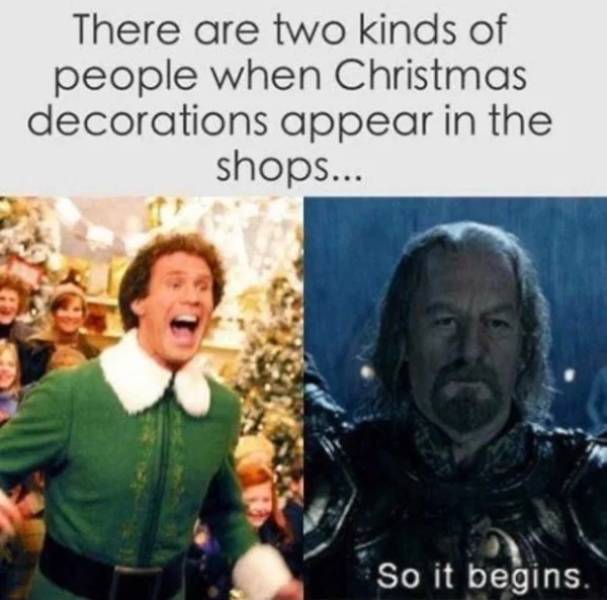 There are two kinds of
people when Christmas
decorations appear in the
shops...
So it begins.